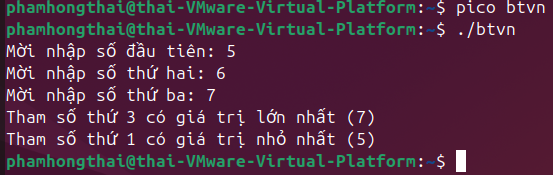 phamhongthai@thai-VMware-Virtual-Platform:~$ pico btvn
phamhongthai@thai-VMware-Virtual-Platform:~$ ./btvn
Mời nhập số đầu tiên: 5
Mời nhập số thứ hai: 6
Mời nhập số thứ ba: 7
Tham số thứ 3 có giá trị lớn nhất (7)
Tham số thứ 1 có giá trị nhỏ nhất (5)
phamhongthai@thai-VMware-Virtual-Platform:~$